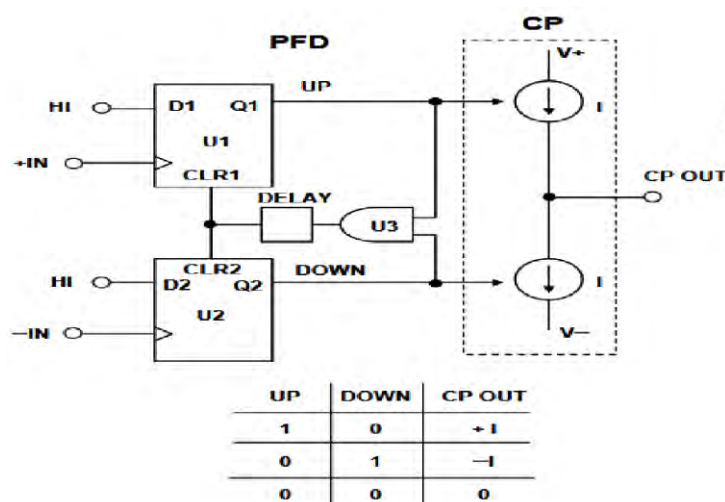 CP
PFD
V+
UP
HI
D1 Q1
I
U1
+IN
CLR1
CP OUT
DELAY
U3
CLR2
DOWN
HI
D2 Q2
I
U2
V−
−IN
UP DOWN CP OUT
1 0 + I
0 1 −I
0 0 0